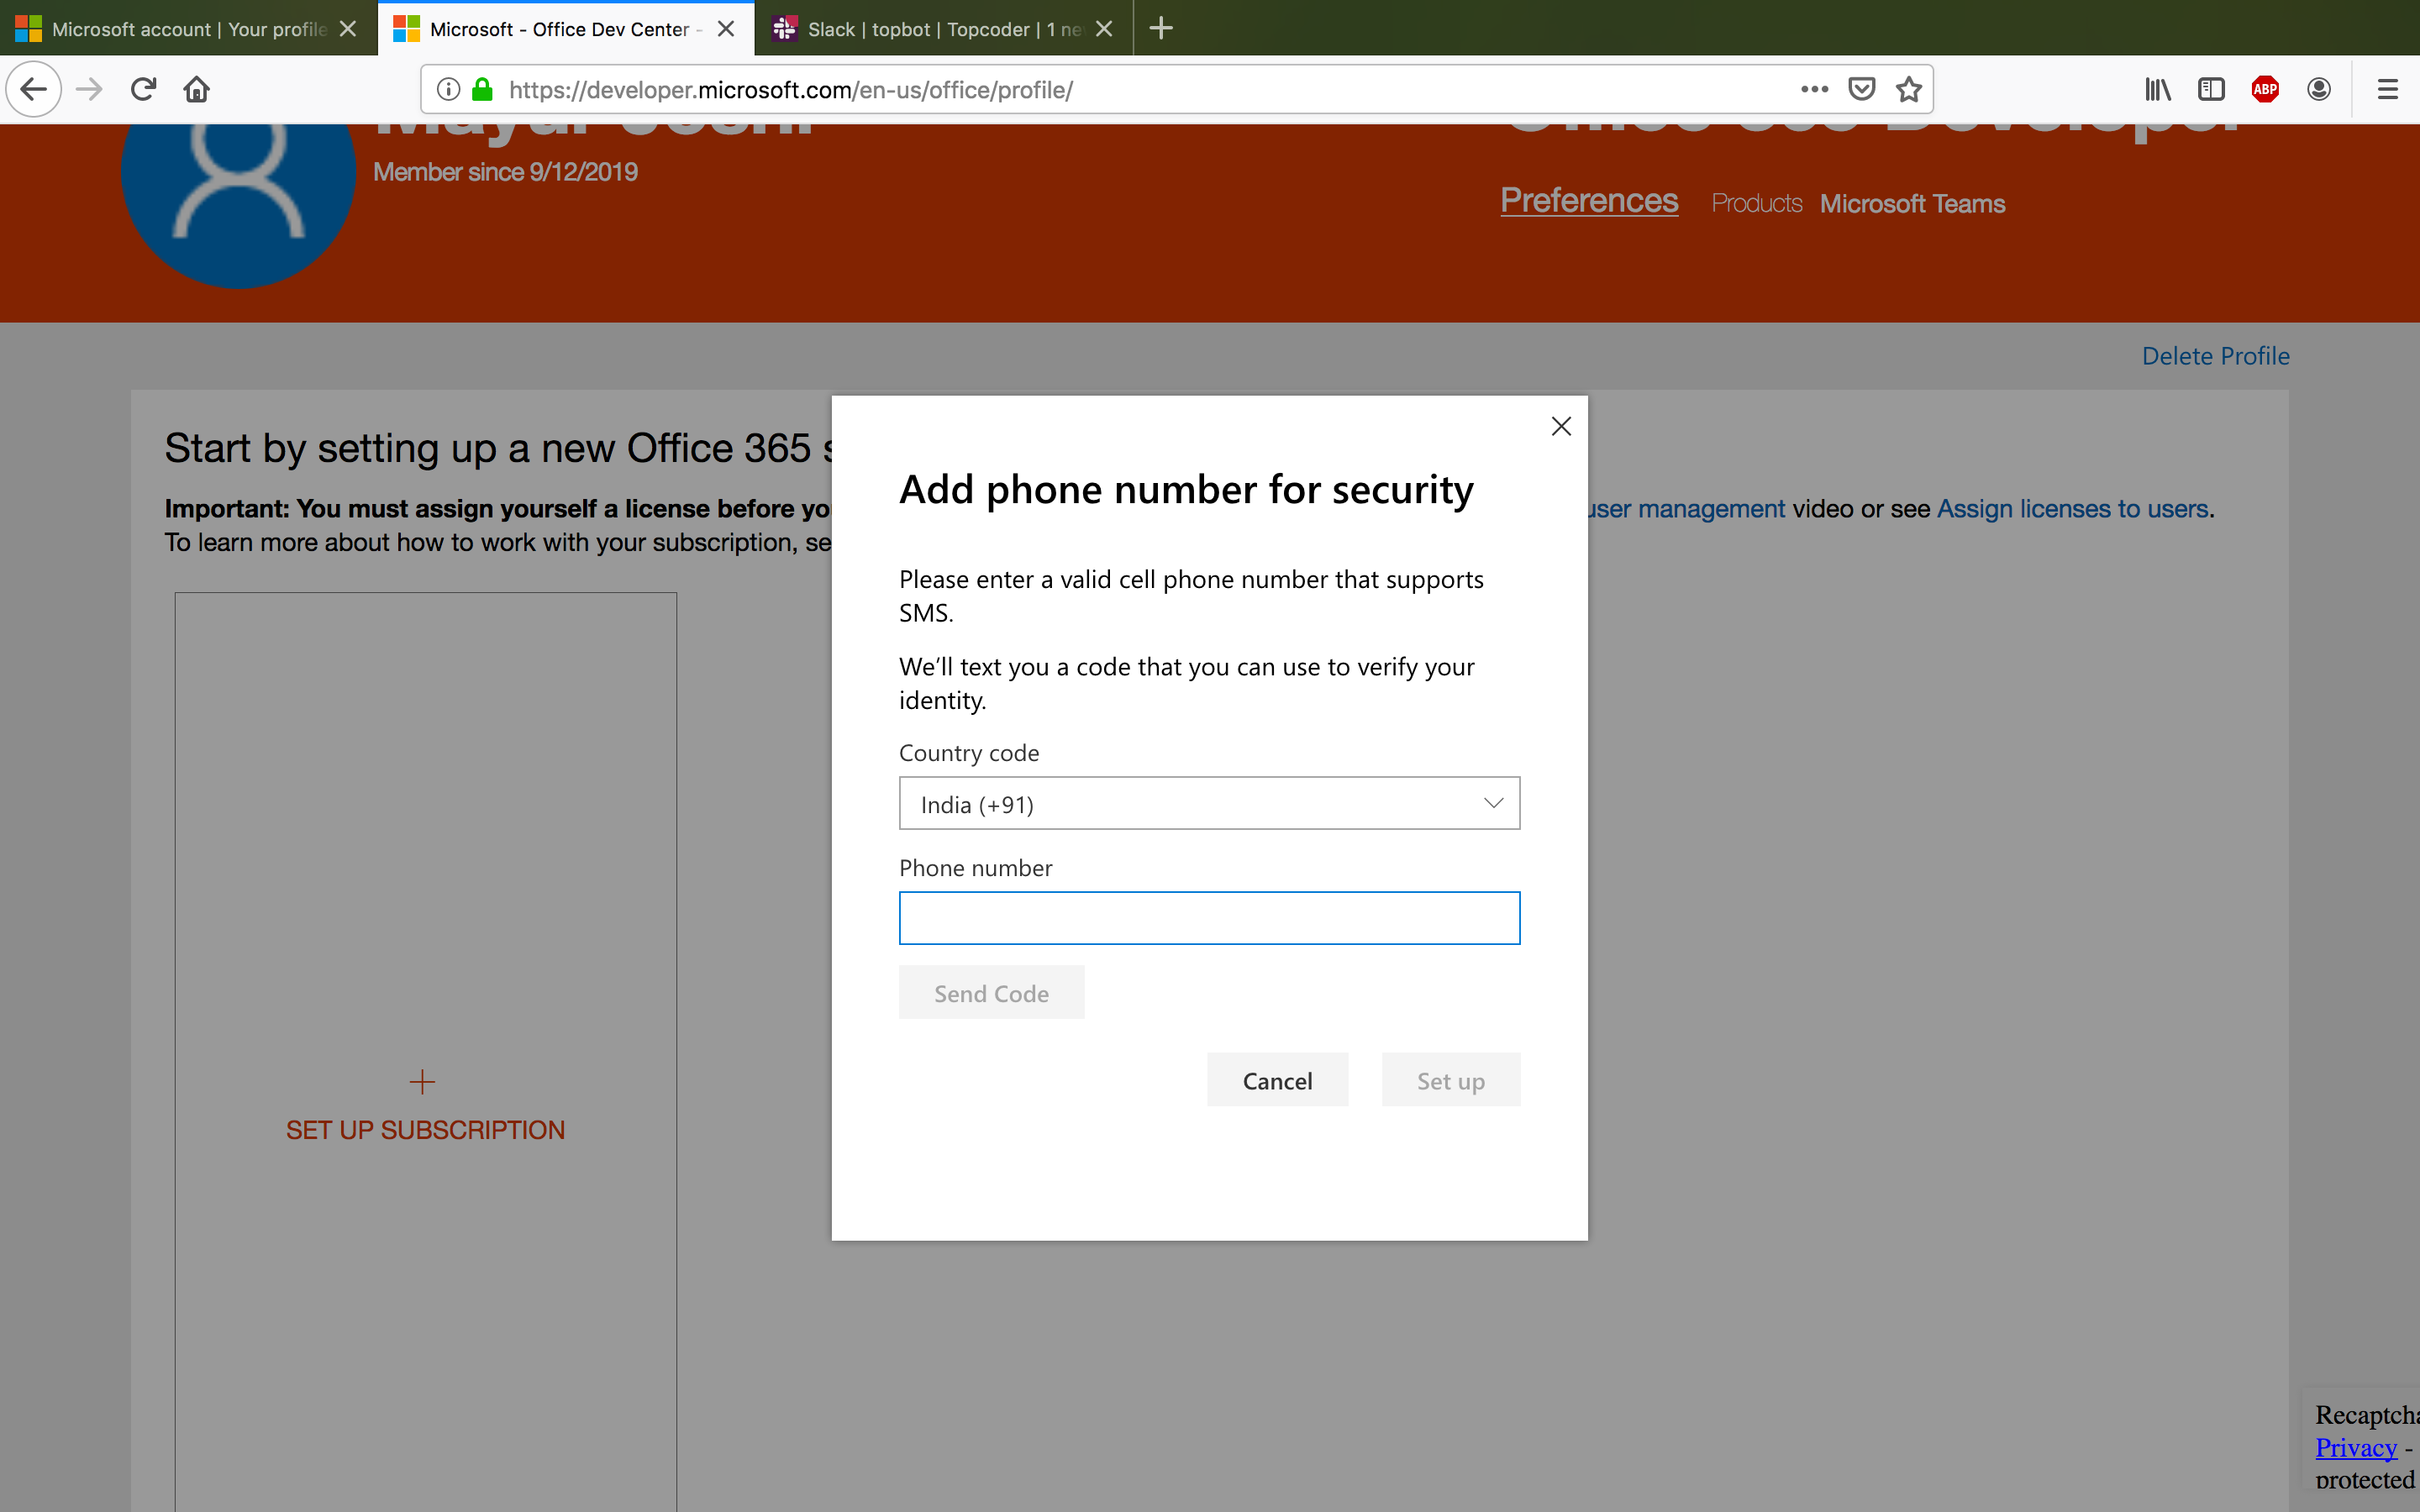 Microsoft account | Your profile
Microsoft - Office Dev Center -
Slack | topbot | Topcoder | 1 ne
https://developer.microsoft.com/en-us/office/profile/
ABP
Member since 9/12/2019
Preferences
Products
Microsoft Teams
Delete Profile
Start by setting up a new Office 365 s
Important: You must assign yourself a license before yo
user management video or see Assign licenses to users.
To learn more about how to work with your subscription, se
SET UP SUBSCRIPTION
Add phone number for security
Please enter a valid cell phone number that supports
SMS.
We'll text you a code that you can use to verify your
identity.
Country code
India (+91)
Phone number
Send Code
Cancel
Set up
Recaptcha
Privacy -
protected